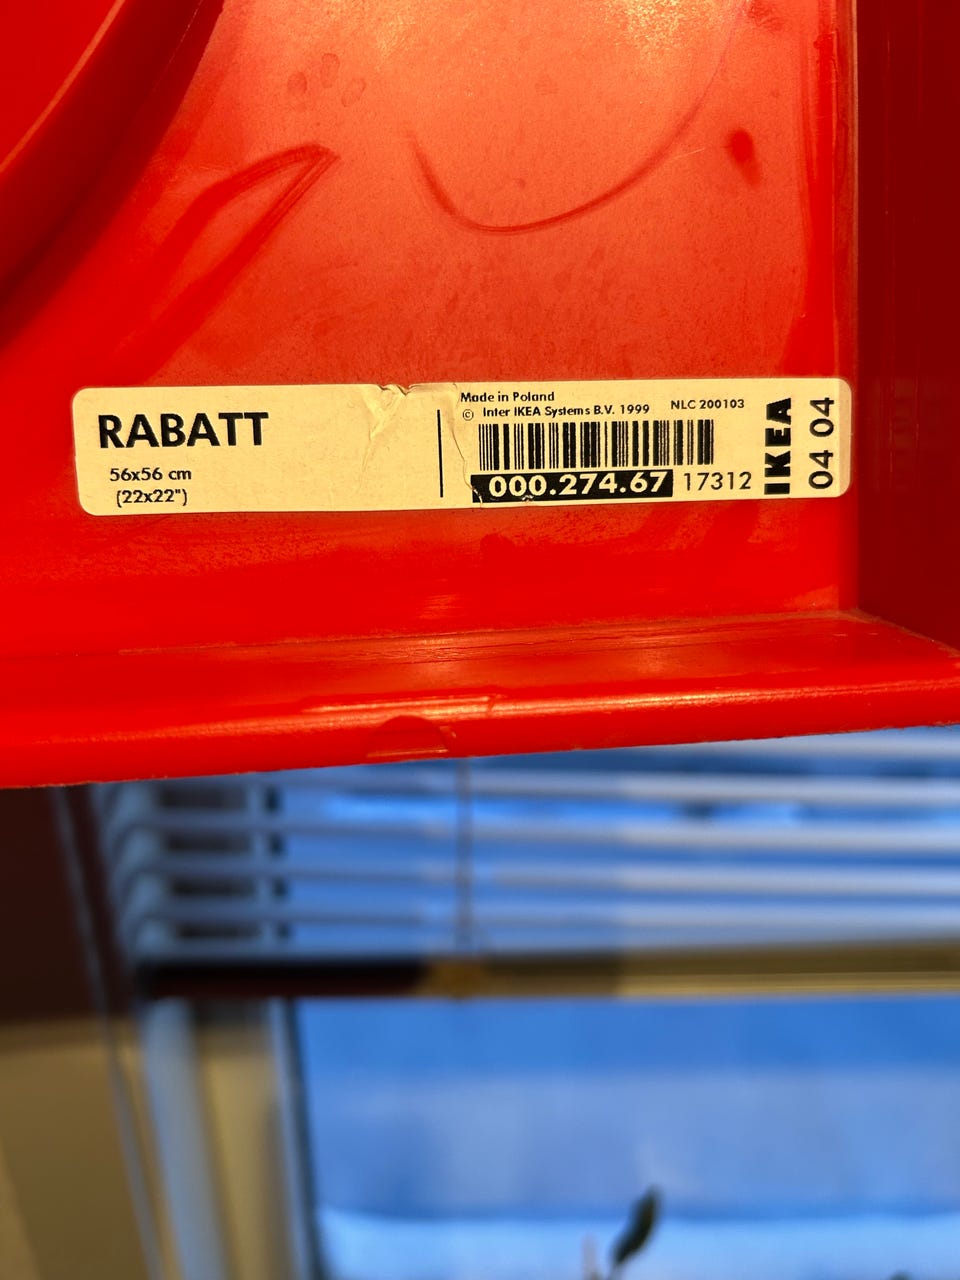 RABATT
56x56 cm
(22x22")
Made in Poland
© Inter IKEA Systems B.V. 1999 NLC 200103
000.274.67 17312
IKEA
04 04